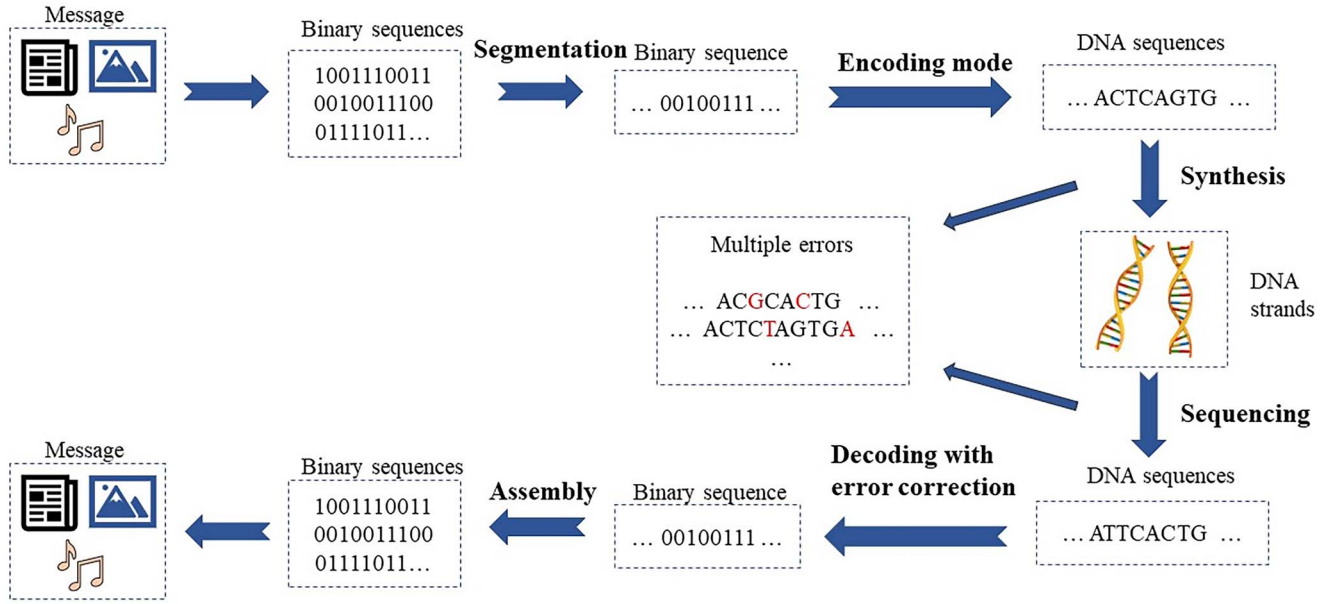 Message
Binary sequences
1001110011
0010011100
01111011…
Segmentation
Binary sequence
… 00100111 …
Encoding mode
DNA sequences
… ACTCAGTG …
Synthesis
Multiple errors
… ACGCACTG …
… ACTCTAGTGA …
…
DNA
strands
Sequencing
Message
Binary sequences
1001110011
0010011100
01111011…
Assembly
Binary sequence
… 00100111 …
Decoding with
error correction
DNA sequences
… ATTCACTG …